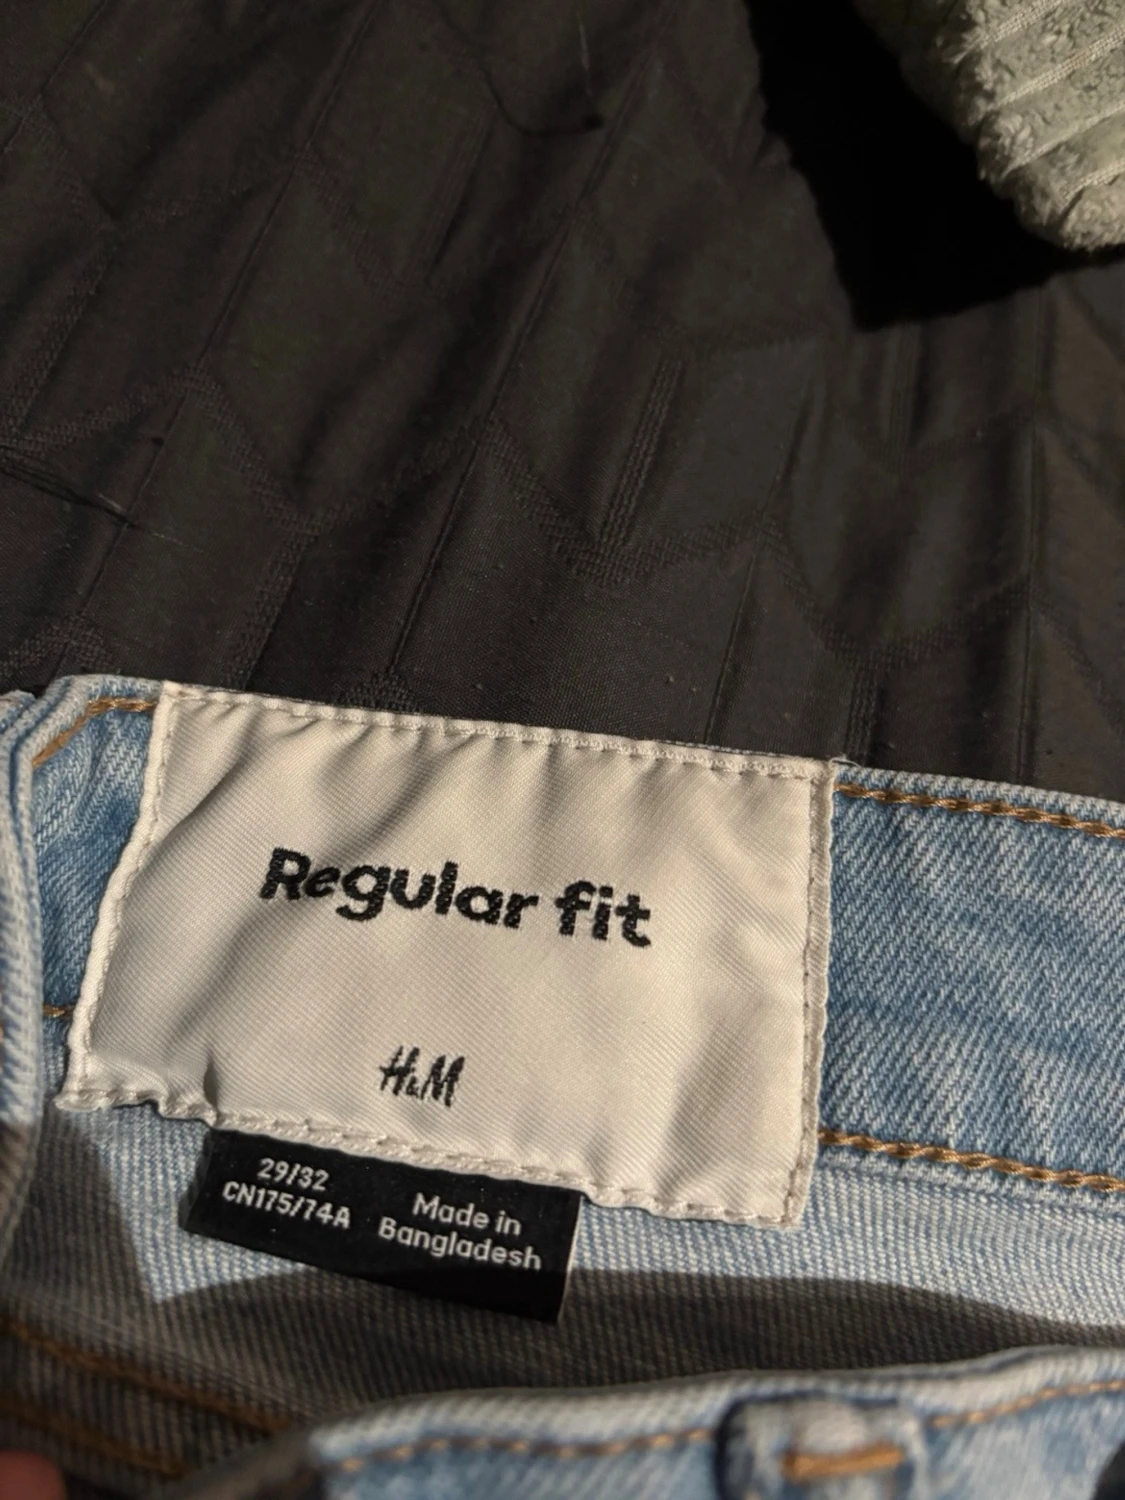 Regular fit
H&M
29/32
CN175/74A
Made in
Bangladesh